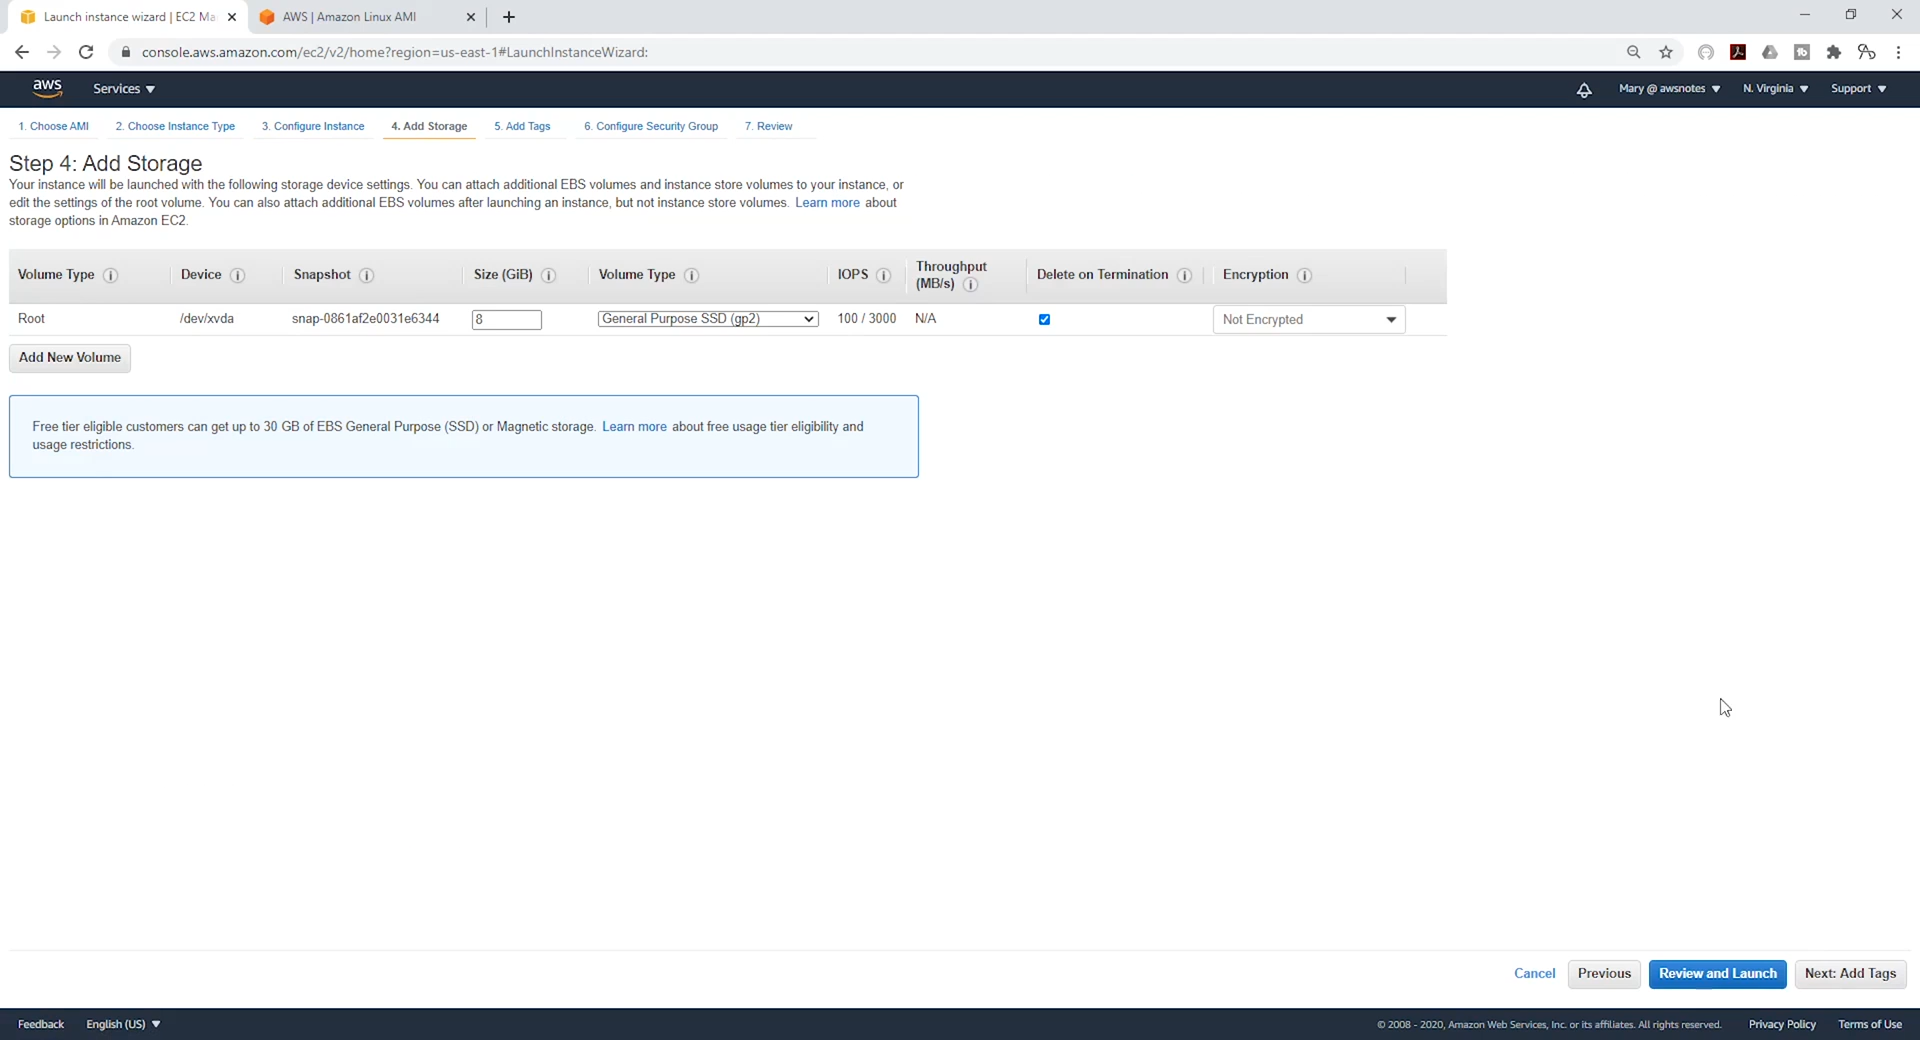 Launch instance wizard | EC2 Ma
AWS | Amazon Linux AMI
console.aws.amazon.com/ec2/v2/home?region=us-east-1#LaunchInstanceWizard:
aws
Services
Mary @ awsnotes
N. Virginia
Support
1. Choose AMI
2. Choose Instance Type
3. Configure Instance
4. Add Storage
5. Add Tags
6. Configure Security Group
7. Review
Step 4: Add Storage
Your instance will be launched with the following storage device settings. You can attach additional EBS volumes and instance store volumes to your instance, or
edit the settings of the root volume. You can also attach additional EBS volumes after launching an instance, but not instance store volumes. Learn more about
storage options in Amazon EC2.
Volume Type
Device
Snapshot
Size (GiB)
Volume Type
IOPS
Throughput
(MB/s)
Delete on Termination
Encryption
Root
/dev/xvda
snap-0861af2e0031e6344
8
General Purpose SSD (gp2)
100 / 3000
N/A
Not Encrypted
Add New Volume
Free tier eligible customers can get up to 30 GB of EBS General Purpose (SSD) or Magnetic storage. Learn more about free usage tier eligibility and
usage restrictions.
Cancel
Previous
Review and Launch
Next: Add Tags
Feedback
English (US)
© 2008 - 2020, Amazon Web Services, Inc. or its affiliates. All rights reserved.
Privacy Policy
Terms of Use